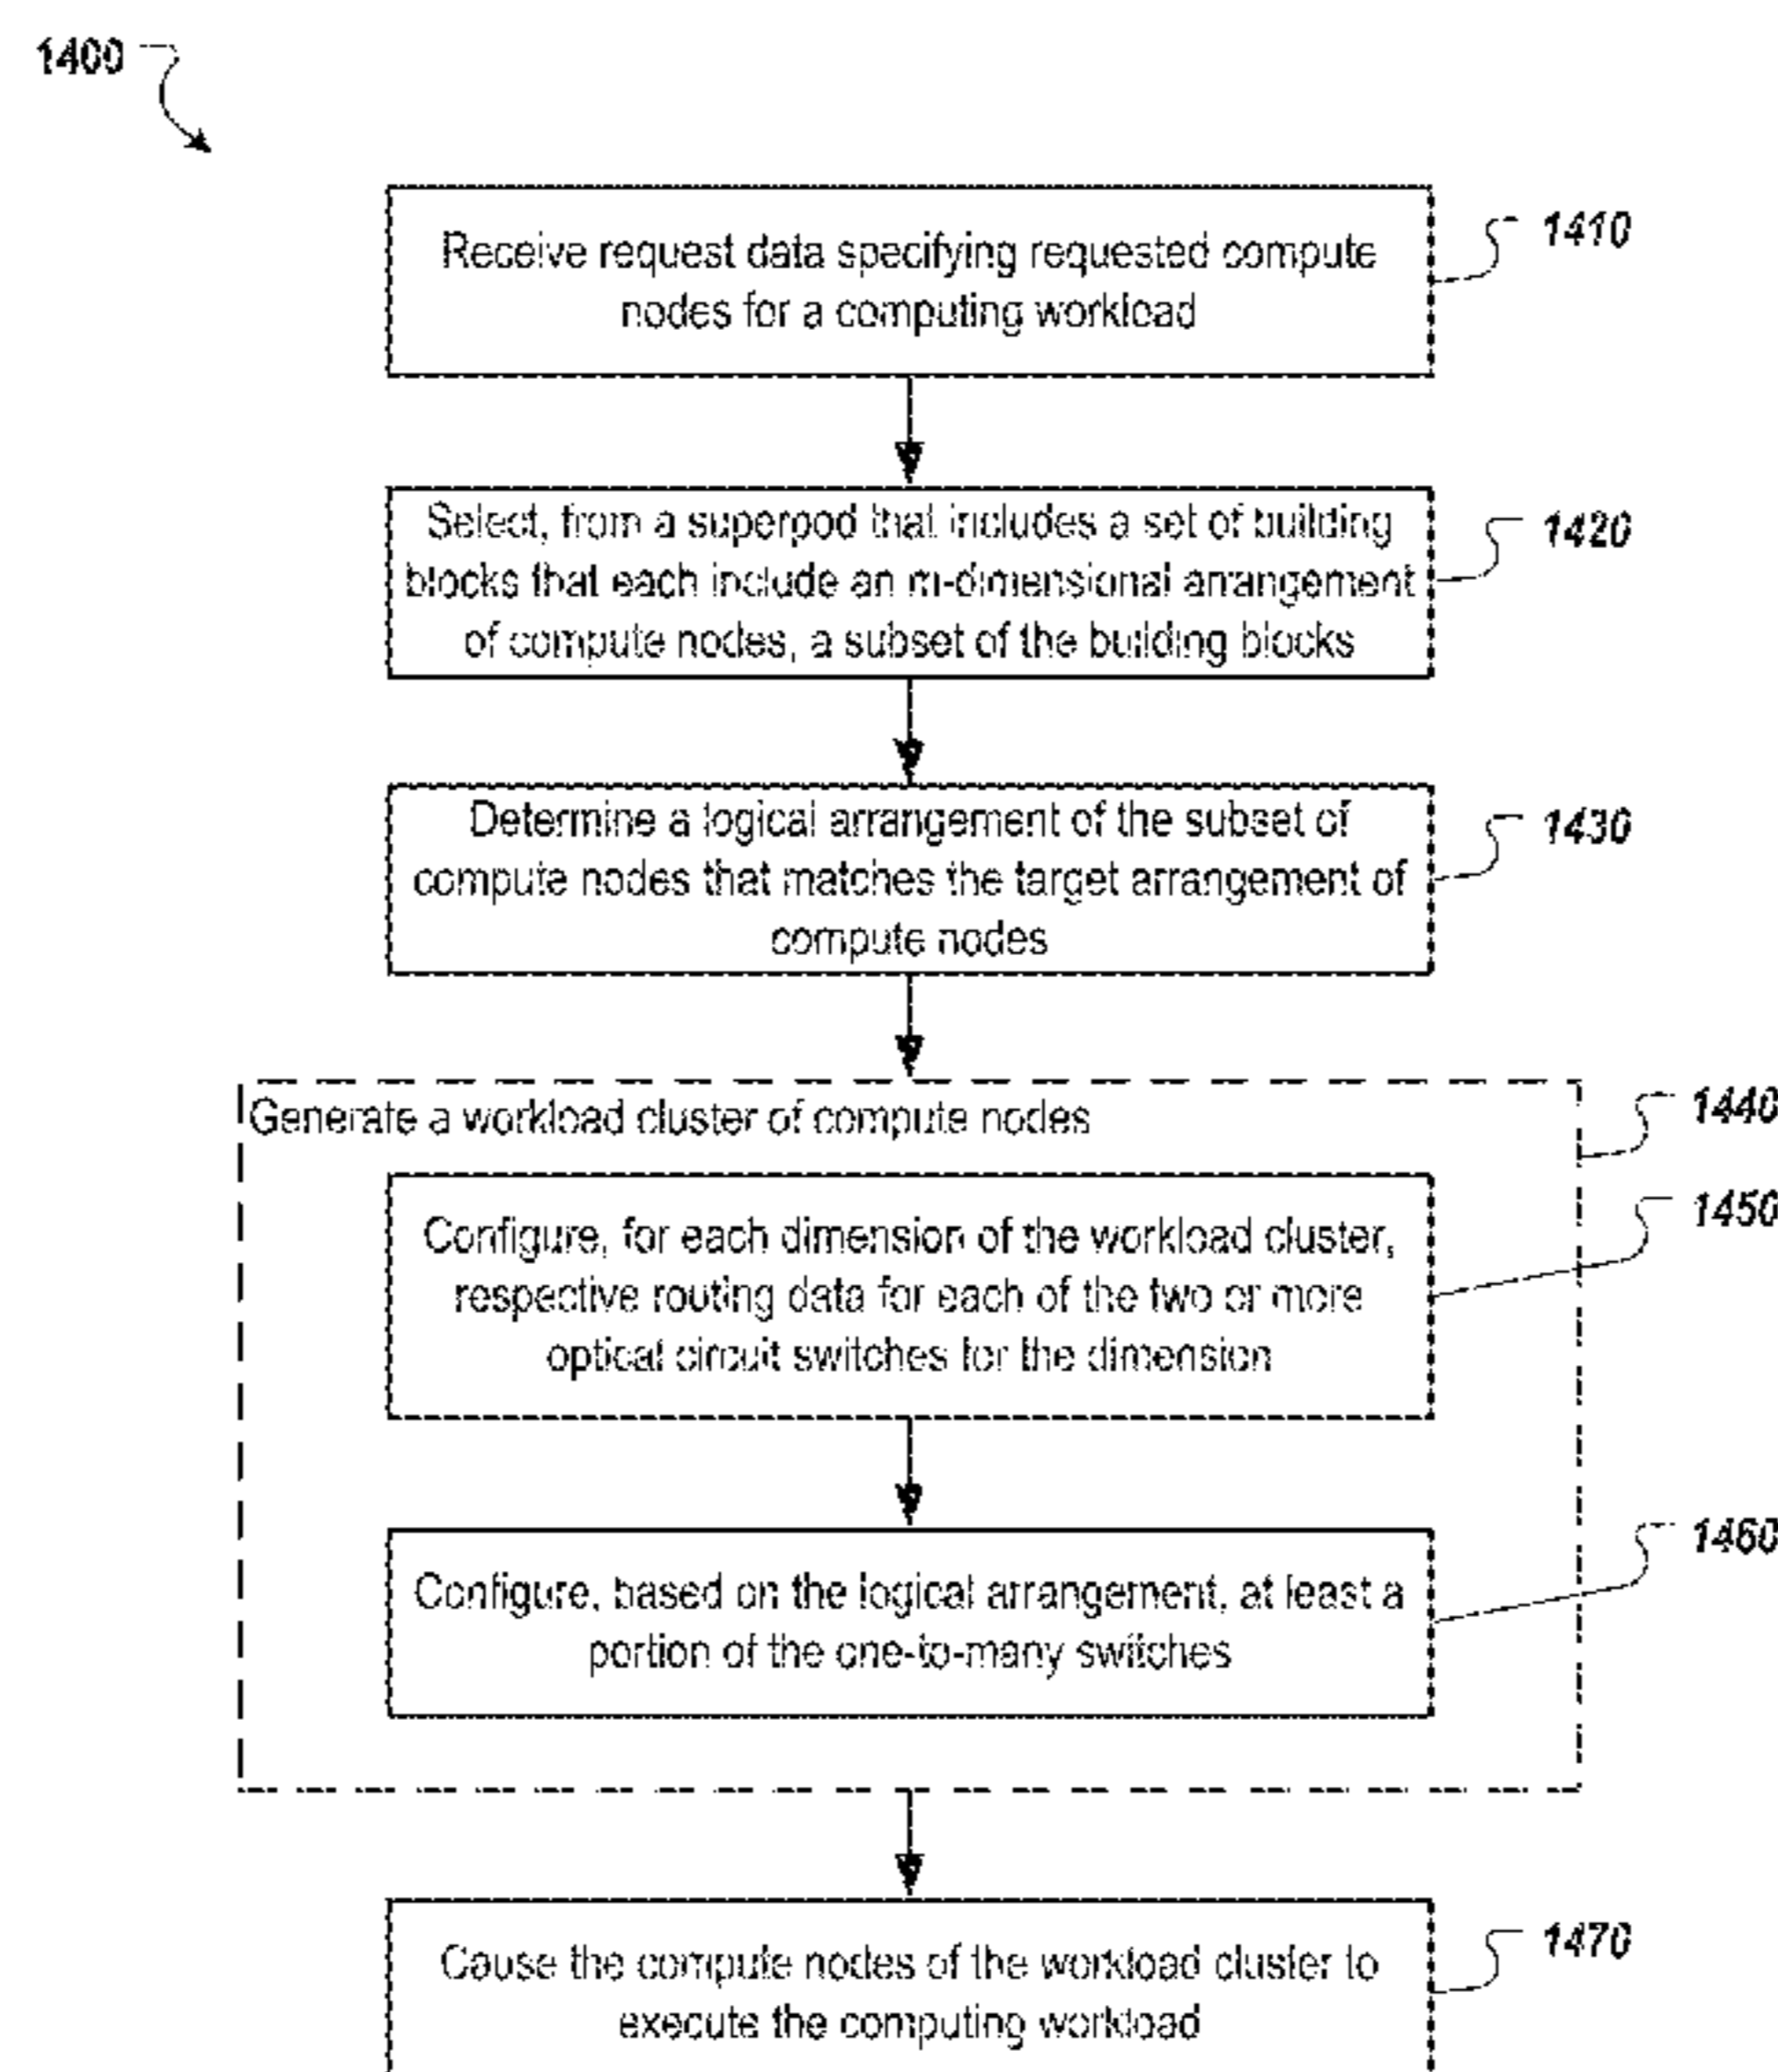 1400
Receive request data specifying requested compute
nodes for a computing workload
1410
Select, from a superpod that includes a set of building
blocks that each include an m-dimensional arrangement
of compute nodes, a subset of the building blocks
1420
Determine a logical arrangement of the subset of
compute nodes that matches the target arrangement of
compute nodes
1430
Generate a workload cluster of compute nodes
1440
Configure, for each dimension of the workload cluster,
respective routing data for each of the two or more
optical circuit switches for the dimension
1450
Configure, based on the logical arrangement, at least a
portion of the one-to-many switches
1460
Cause the compute nodes of the workload cluster to
execute the computing workload
1470